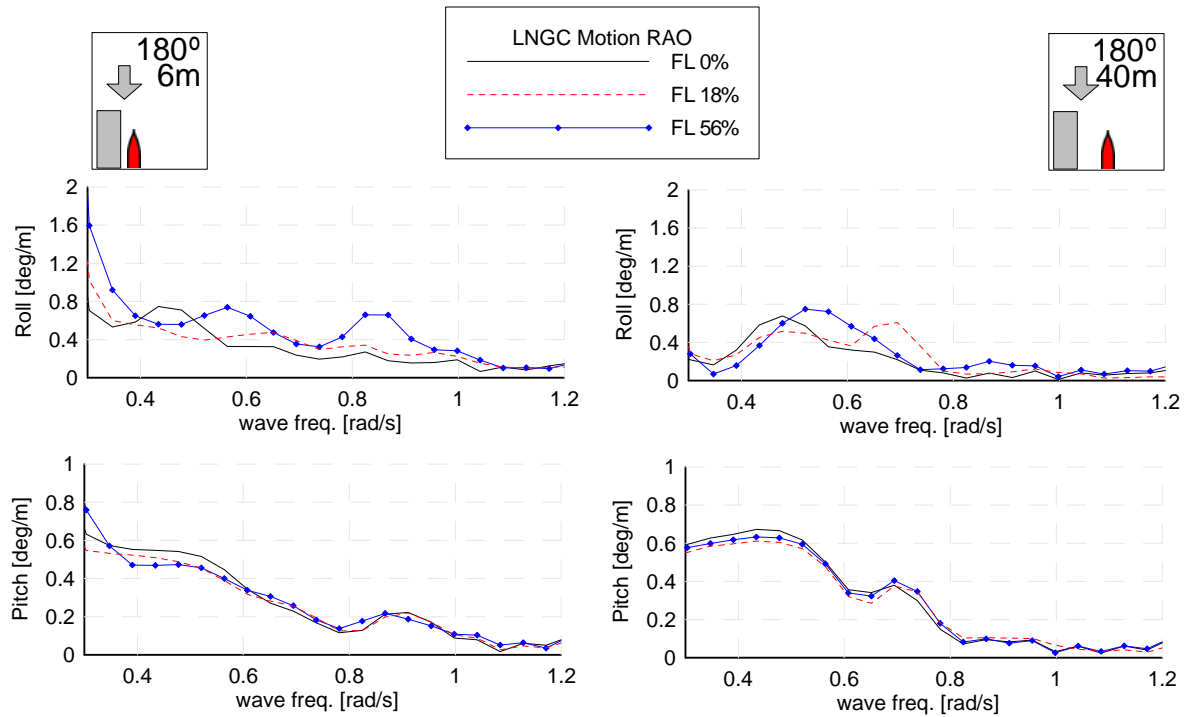 180⁰
6m
LNGC Motion RAO
FL 0%
FL 18%
FL 56%
180⁰
40m
2
1.6
1.2
0.8
0.4
0
Roll [deg/m]
0.4 0.6 0.8 1 1.2
wave freq. [rad/s]
2
1.6
1.2
0.8
0.4
0
Roll [deg/m]
0.4 0.6 0.8 1 1.2
wave freq. [rad/s]
1
0.8
0.6
0.4
0.2
0
Pitch [deg/m]
0.4 0.6 0.8 1 1.2
wave freq. [rad/s]
1
0.8
0.6
0.4
0.2
0
Pitch [deg/m]
0.4 0.6 0.8 1 1.2
wave freq. [rad/s]